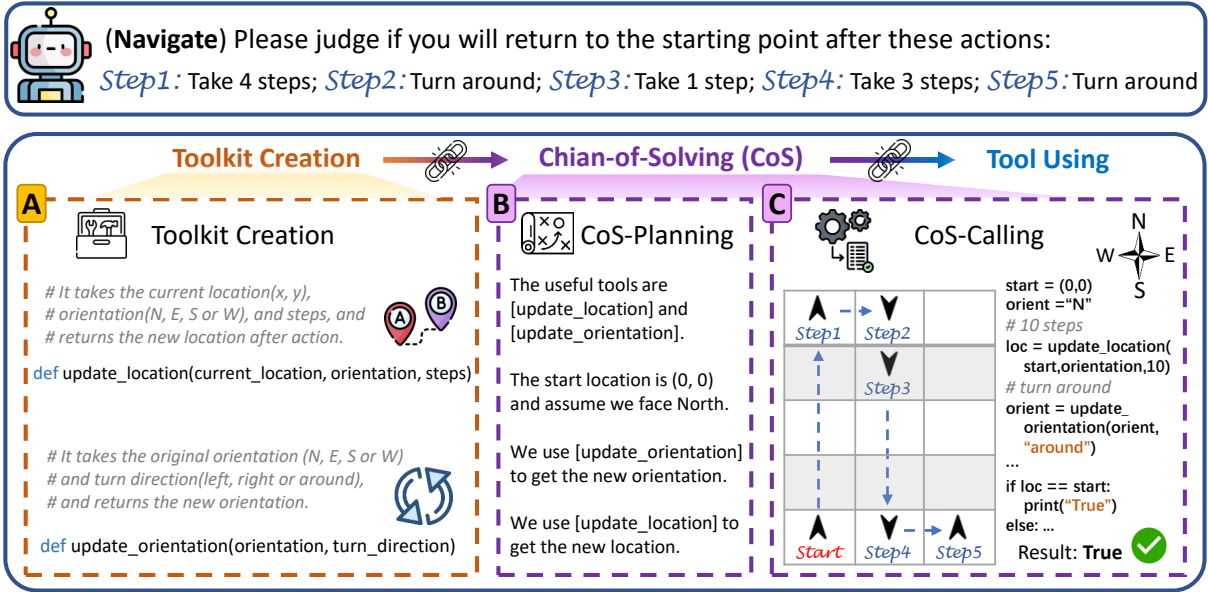 (Navigate) Please judge if you will return to the starting point after these actions:
Step1: Take 4 steps; Step2: Turn around; Step3: Take 1 step; Step4: Take 3 steps; Step5: Turn around
Toolkit Creation
Chian-of-Solving (CoS)
Tool Using
A
Toolkit Creation
# It takes the current location(x, y),
# orientation(N, E, S or W), and steps, and
# returns the new location after action.
A
B
def update_location(current_location, orientation, steps)
# It takes the original orientation (N, E, S or W)
# and turn direction(left, right or around),
# and returns the new orientation.
def update_orientation(orientation, turn_direction)
B
CoS-Planning
The useful tools are
[update_location] and
[update_orientation].
The start location is (0, 0)
and assume we face North.
We use [update_orientation]
to get the new orientation.
We use [update_location] to
get the new location.
C
CoS-Calling
N
W
E
S
Step1
Step2
Step3
Start
Step4
Step5
start = (0,0)
orient =“N”
# 10 steps
loc = update_location(
start,orientation,10)
# turn around
orient = update_
orientation(orient,
“around”)
...
if loc == start:
print(“True”)
else: ...
Result: True